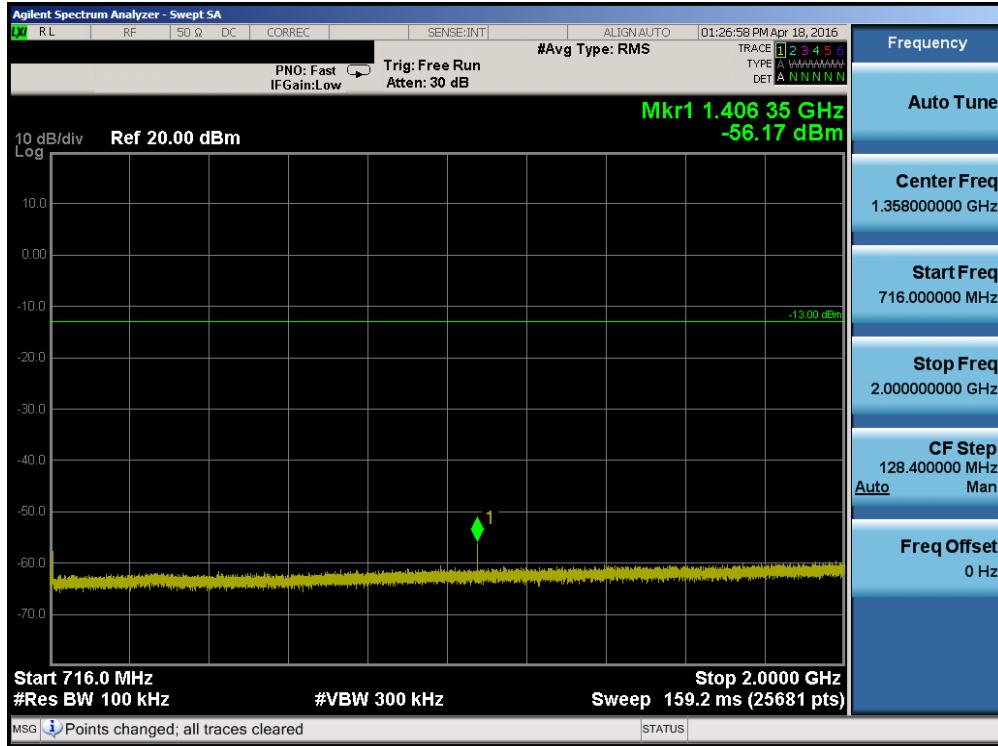 Agilent Spectrum Analyzer - Swept SA
LXI RL RF 50 Ω DC CORREC SENSE:INT ALIGN AUTO 01:26:58 PM Apr 18, 2016
#Avg Type: RMS TRACE 1 2 3 4 5 6
PNO: Fast Trig: Free Run TYPE A WWWWW
IFGain:Low Atten: 30 dB DET A N N N N N
Mkr1 1.406 35 GHz
-56.17 dBm
10 dB/div Ref 20.00 dBm
Log
10.0
0.00
-10.0
-13.00 dBm
-20.0
-30.0
-40.0
-50.0
1
-60.0
-70.0
Start 716.0 MHz Stop 2.0000 GHz
#Res BW 100 kHz #VBW 300 kHz Sweep 159.2 ms (25681 pts)
MSG Points changed; all traces cleared STATUS
Frequency
Auto Tune
Center Freq
1.358000000 GHz
Start Freq
716.000000 MHz
Stop Freq
2.000000000 GHz
CF Step
128.400000 MHz
Auto Man
Freq Offset
0 Hz